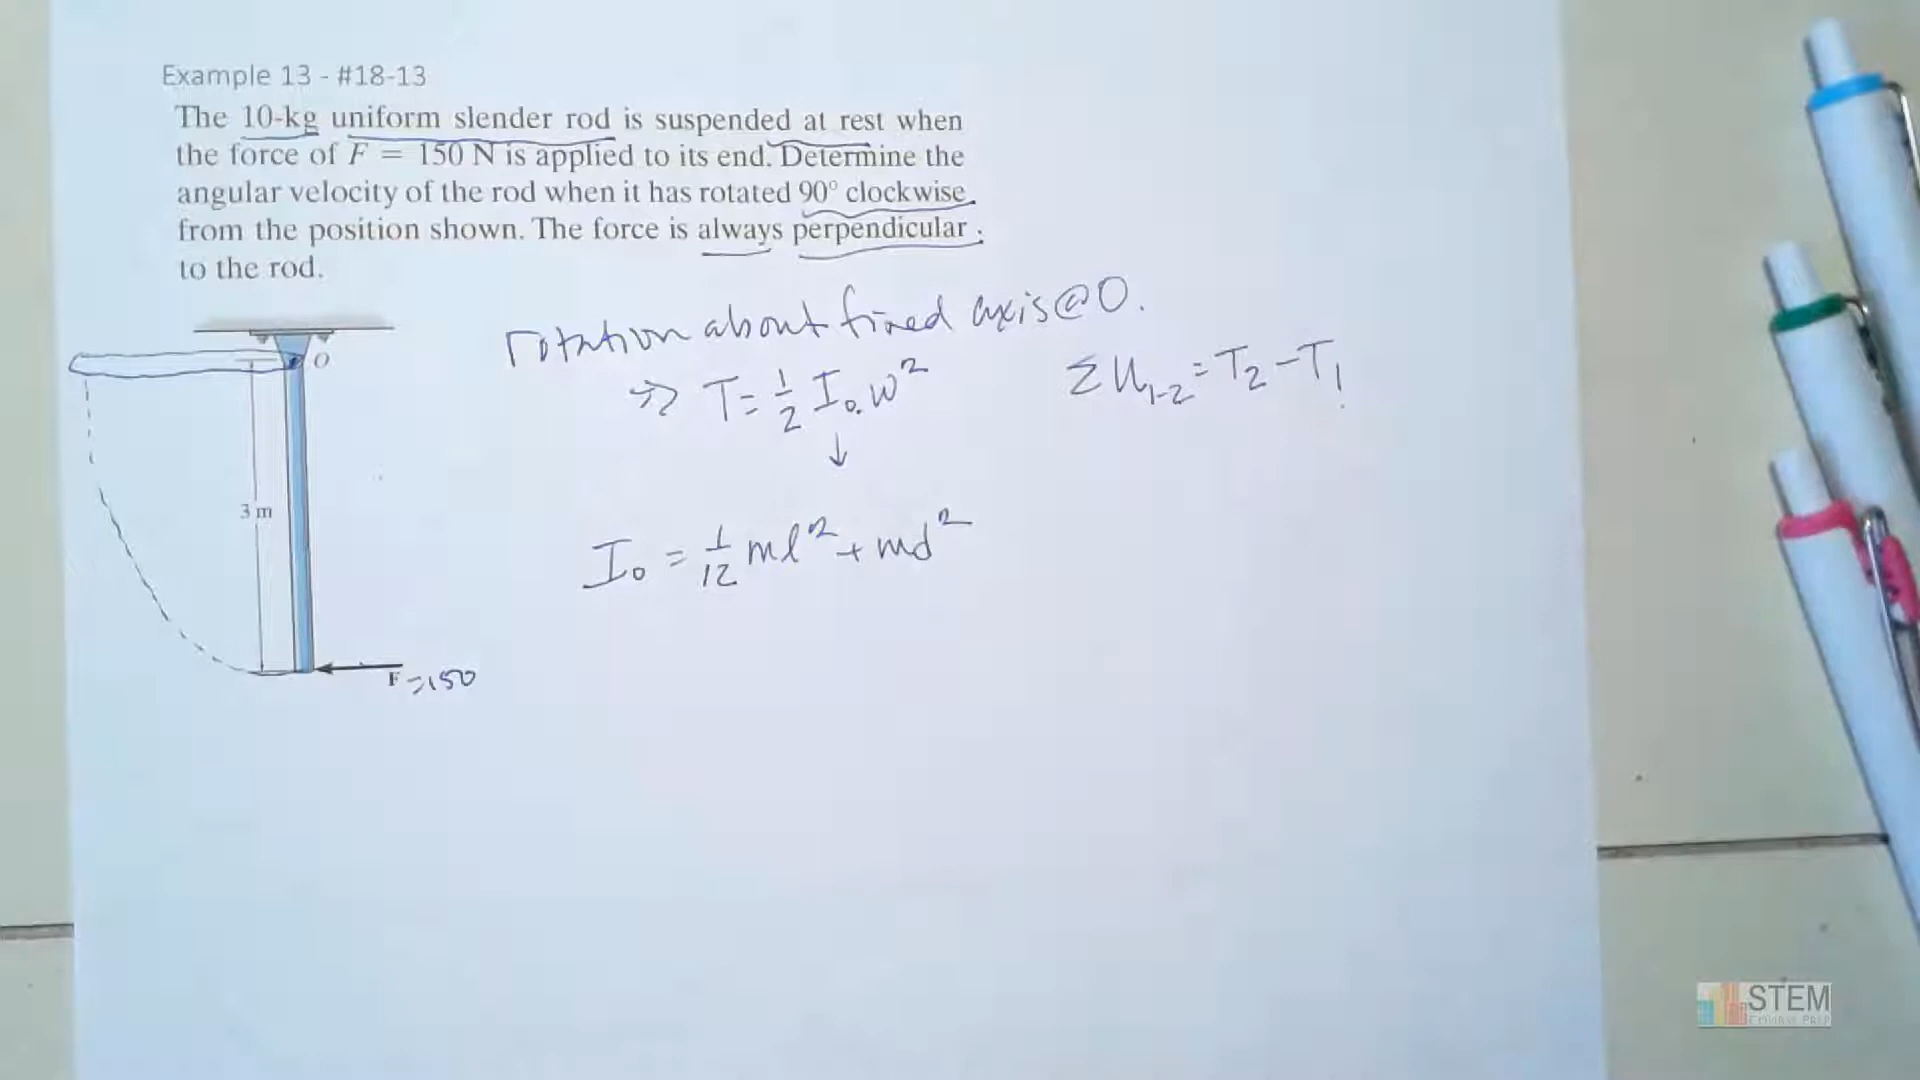 Example 13 - #18-13
The 10-kg uniform slender rod is suspended at rest when
the force of F = 150 N is applied to its end. Determine the
angular velocity of the rod when it has rotated 90° clockwise
from the position shown. The force is always perpendicular
to the rod.
rotation about fixed axis @ O.
O
=> T = 1/2 I₀ ω²
ΣU₁₋₂ = T₂ - T₁
↓
3 m
I₀ = 1/12 ml² + md²
F = 150
STEM
COURSE PREP